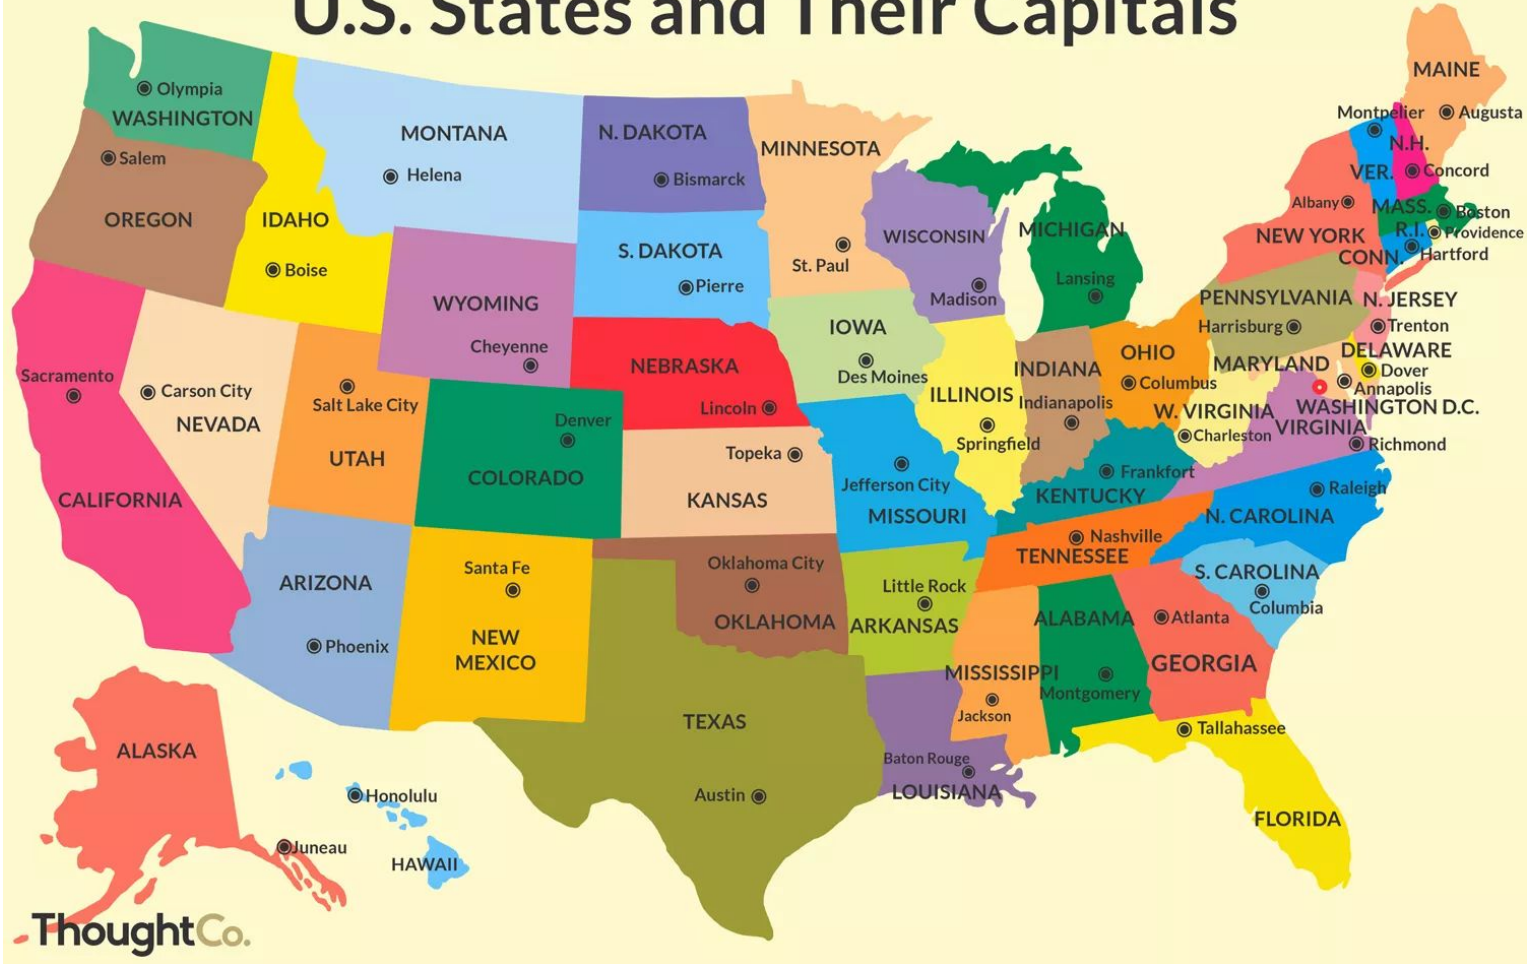 U.S. States and Their Capitals
Olympia
WASHINGTON
Salem
OREGON
IDAHO
Boise
MONTANA
Helena
N. DAKOTA
Bismarck
MINNESOTA
St. Paul
S. DAKOTA
Pierre
WYOMING
Cheyenne
WISCONSIN
Madison
MICHIGAN
Lansing
MAINE
Augusta
Montpelier
N.H.
VER.
Concord
Albany
MASS.
Boston
NEW YORK
R.I.
Providence
CONN.
Hartford
PENNSYLVANIA
Harrisburg
N. JERSEY
Trenton
IOWA
Des Moines
NEBRASKA
Lincoln
ILLINOIS
Springfield
INDIANA
Indianapolis
OHIO
Columbus
MARYLAND
DELAWARE
Dover
Annapolis
WASHINGTON D.C.
W. VIRGINIA
Charleston
VIRGINIA
Richmond
Sacramento
CALIFORNIA
Carson City
NEVADA
Salt Lake City
UTAH
Denver
COLORADO
Topeka
KANSAS
Jefferson City
MISSOURI
Frankfort
KENTUCKY
Raleigh
N. CAROLINA
Nashville
TENNESSEE
ARIZONA
Phoenix
Santa Fe
NEW
MEXICO
Oklahoma City
OKLAHOMA
Little Rock
ARKANSAS
S. CAROLINA
Columbia
ALABAMA
Montgomery
Atlanta
GEORGIA
MISSISSIPPI
Jackson
TEXAS
Austin
Baton Rouge
LOUISIANA
Tallahassee
FLORIDA
ALASKA
Juneau
Honolulu
HAWAII
ThoughtCo.